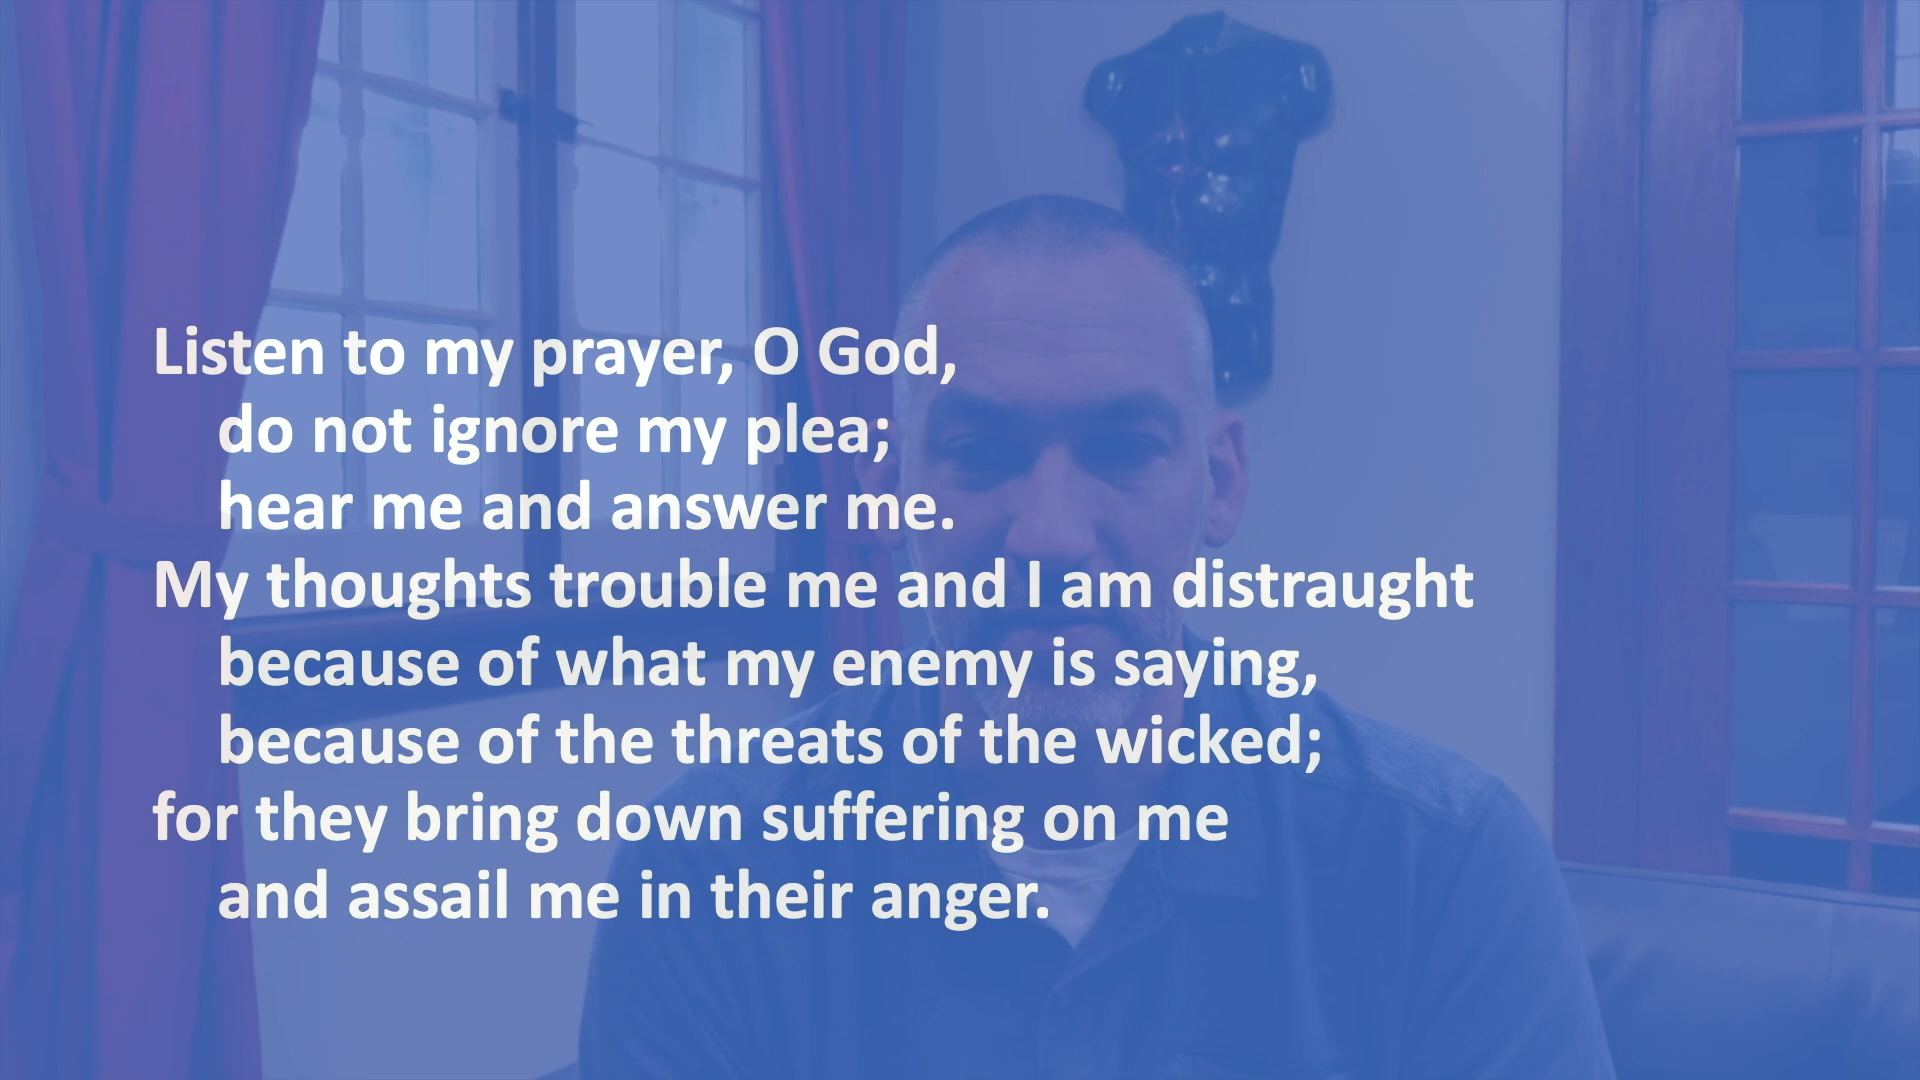 Listen to my prayer, O God,
do not ignore my plea;
hear me and answer me.
My thoughts trouble me and I am distraught
because of what my enemy is saying,
because of the threats of the wicked;
for they bring down suffering on me
and assail me in their anger.